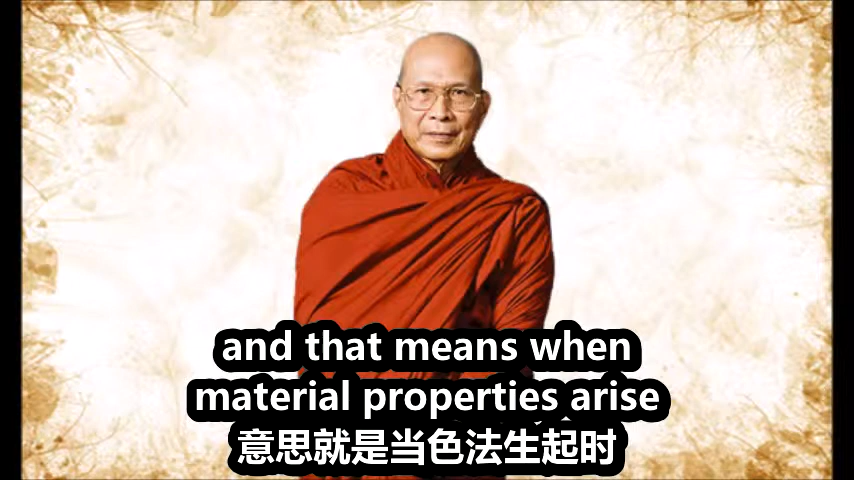 and that means when
material properties arise
意思就是当色法生起时